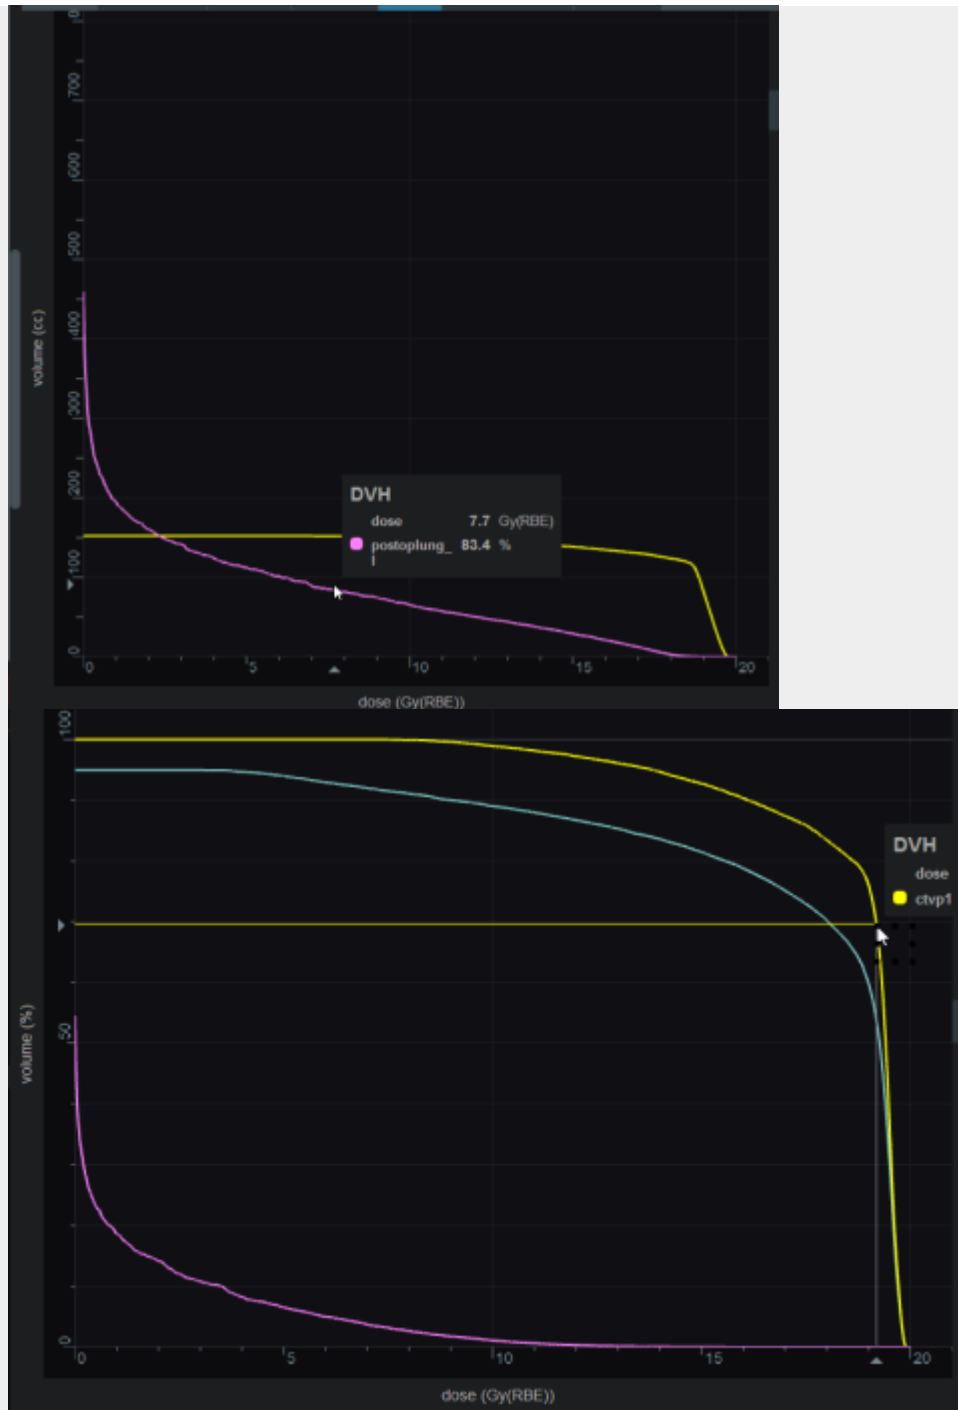 0
700
600
500
400
300
200
100
0
volume (cc)
DVH
dose 7.7 Gy(RBE)
postoplung_ 83.4 %
l
0 5 10 15 20
dose (Gy(RBE))
100
50
0
volume (%)
DVH
dose
ctvp1
0 5 10 15 20
dose (Gy(RBE))